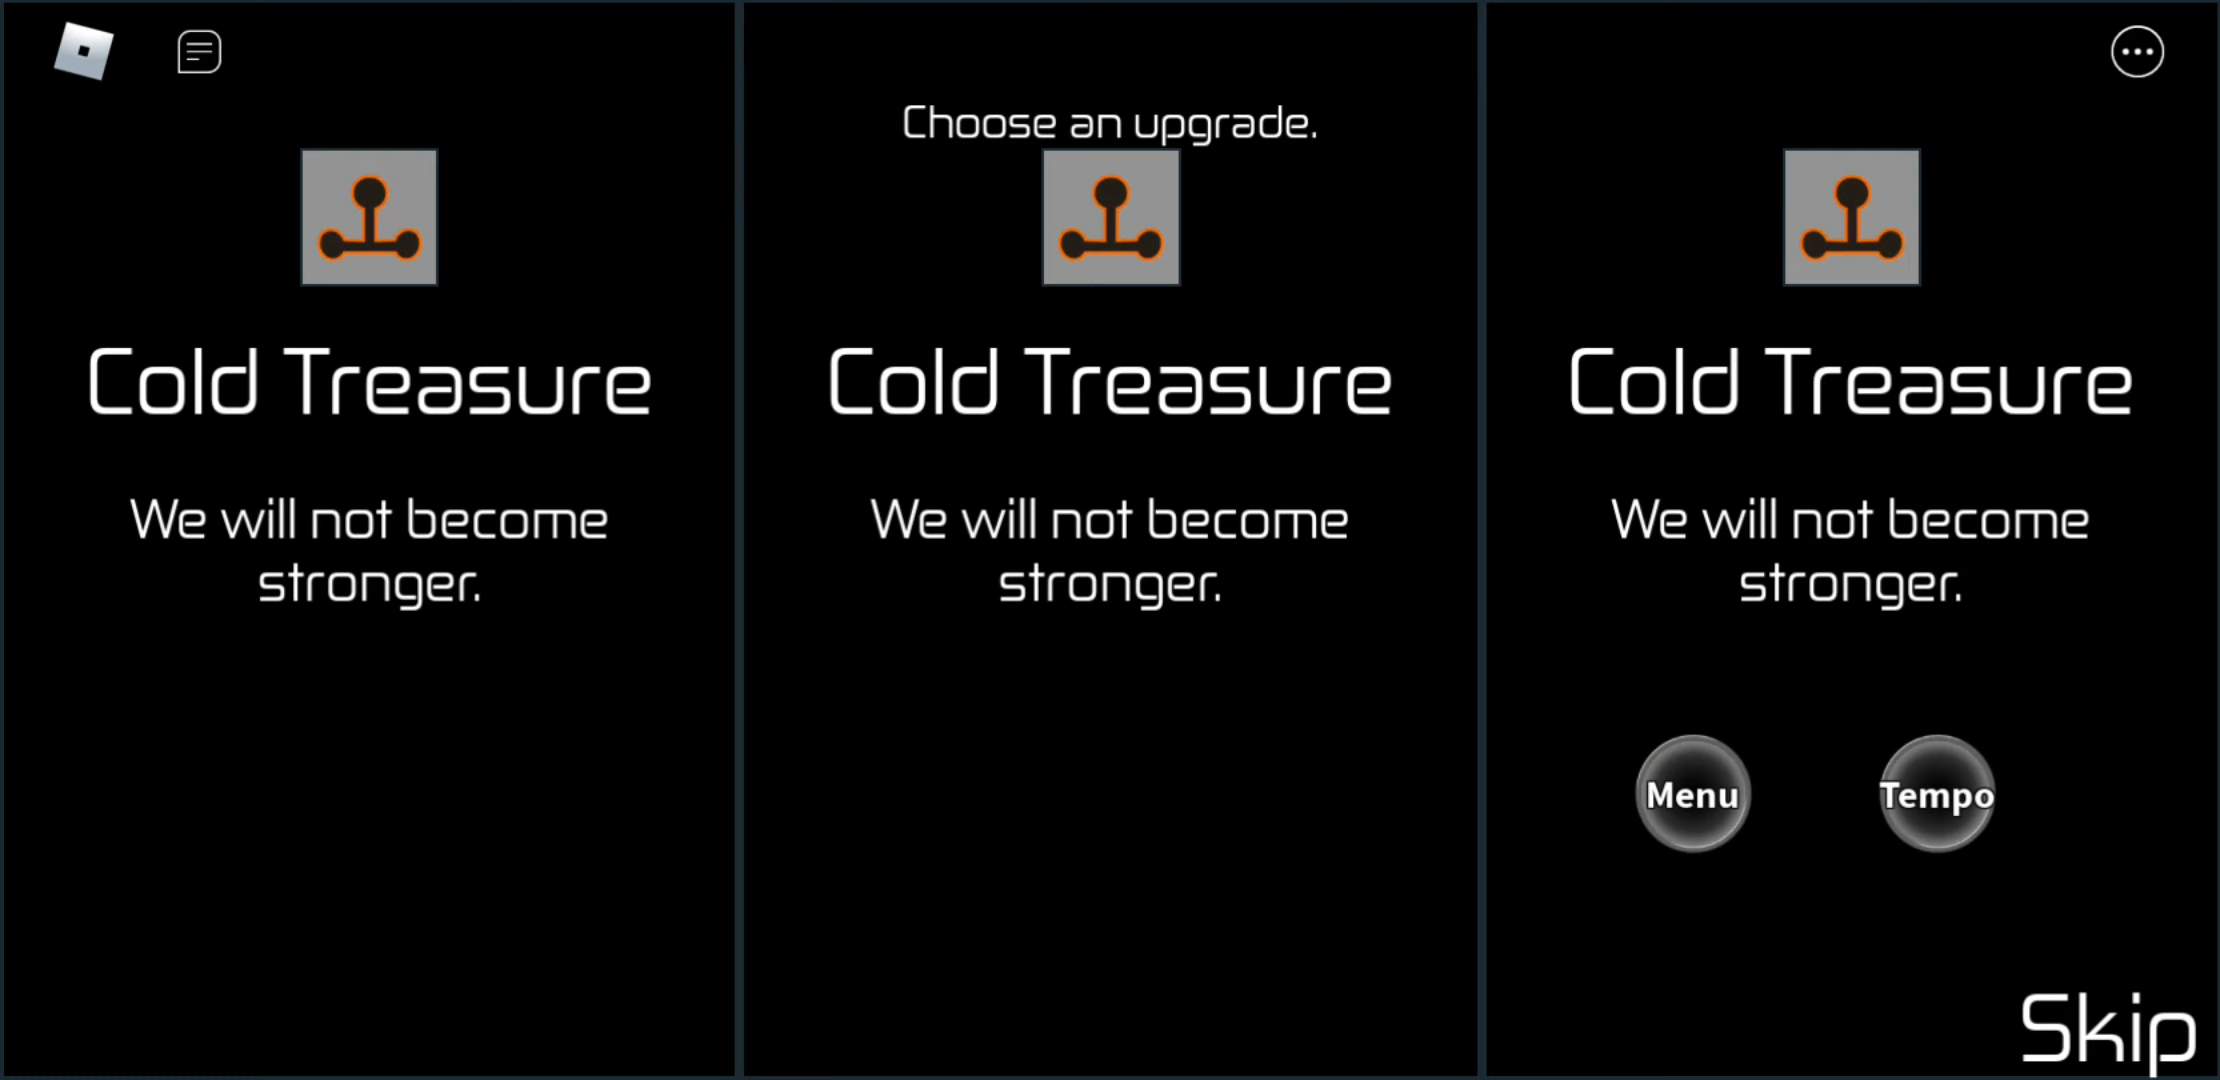 Choose an upgrade.
Cold Treasure
We will not become
stronger.
Cold Treasure
We will not become
stronger.
Cold Treasure
We will not become
stronger.
Menu
Tempo
Skip